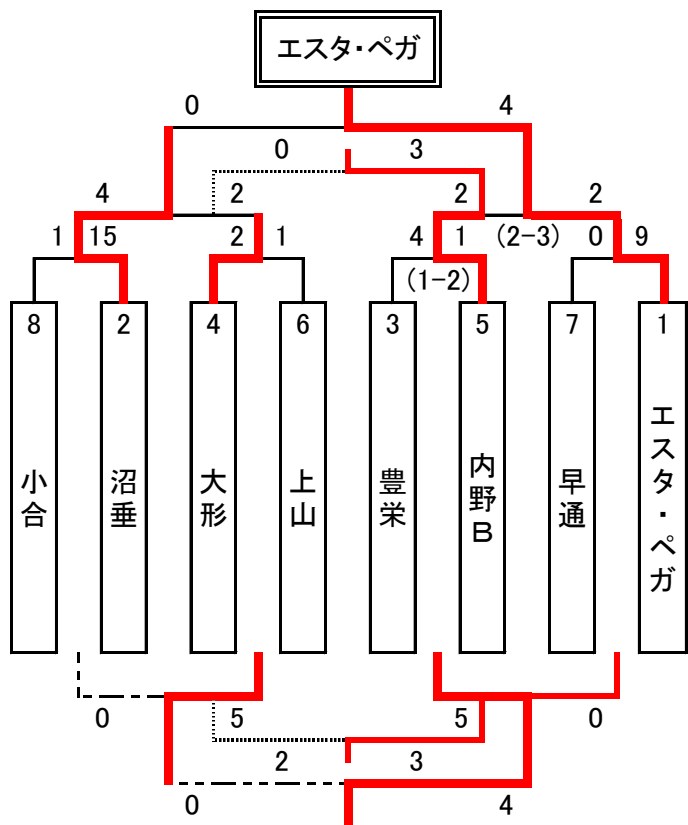 エスタ・ペガ
0 4
0 3
4 2 2 2
1 15 2 1 4 1 (2-3) 0 9
(1-2)
8 2 4 6 3 5 7 1
小合
沼垂
大形
上山
豊栄
内野B
早通
エスタ・ペガ
0 5 5 0
2 3
0 4